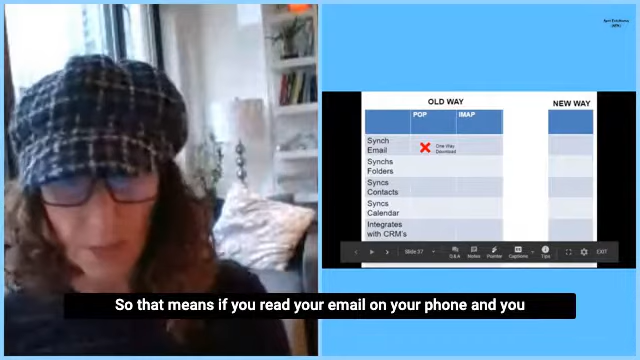 OLD WAY
NEW WAY
POP
IMAP
Synch
Email
One Way
Download
Synchs
Folders
Syncs
Contacts
Syncs
Calendar
Integrates
with CRM's
Slide 37
Q&A
Notes
Pointer
Captions
Tips
EXIT
So that means if you read your email on your phone and you